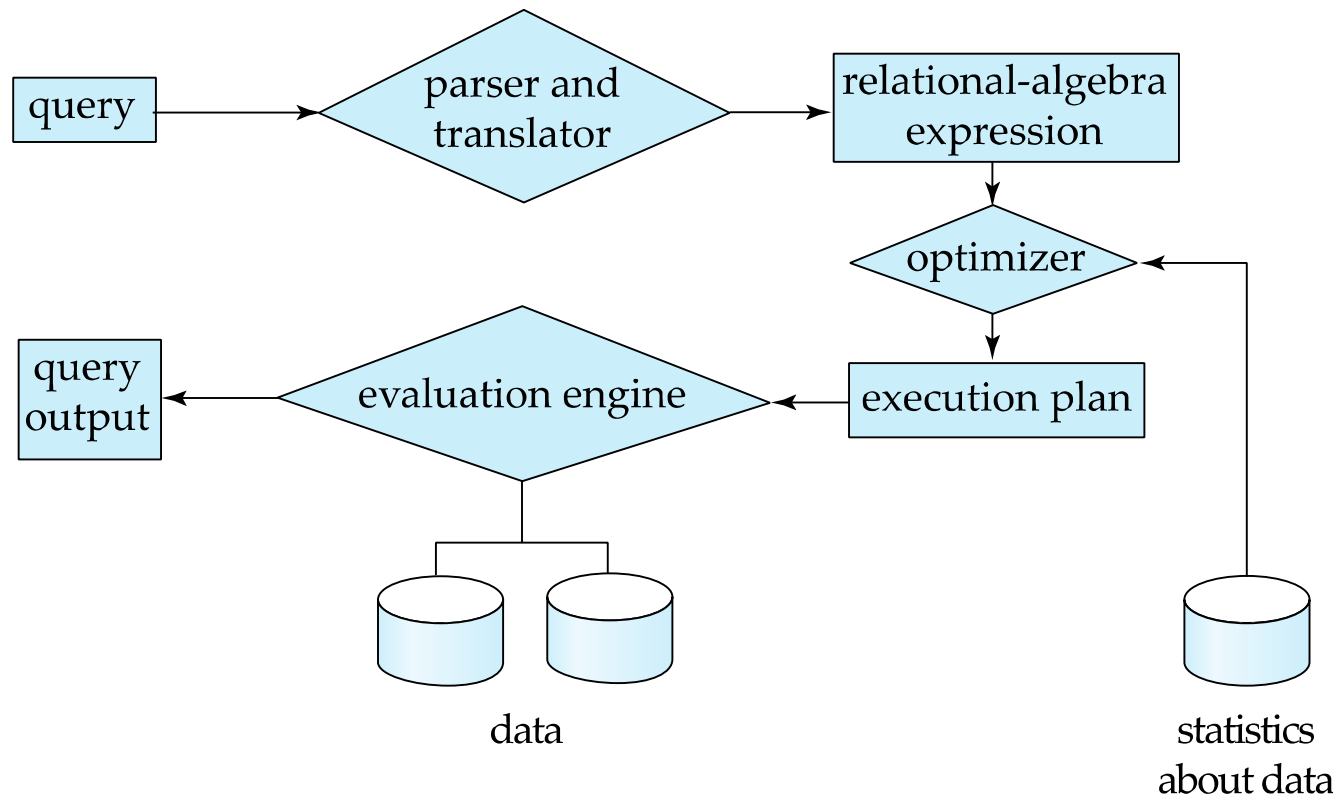 query
parser and
translator
relational-algebra
expression
optimizer
query
output
evaluation engine
execution plan
data
statistics
about data